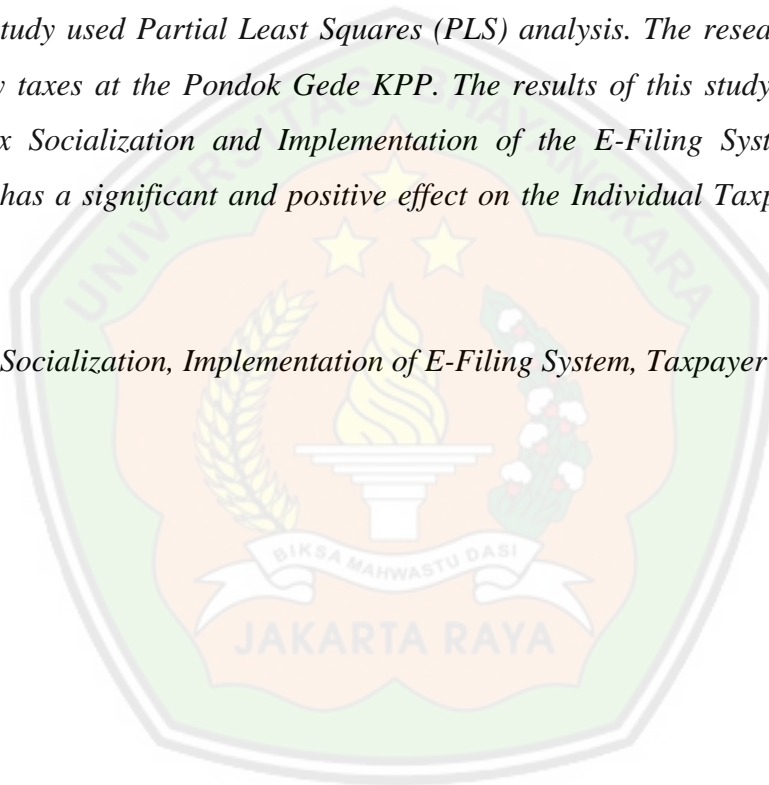 study used Partial Least Squares (PLS) analysis. The resea
taxes at the Pondok Gede KPP. The results of this study
Socialization and Implementation of the E-Filing Syst
has a significant and positive effect on the Individual Taxp
Socialization, Implementation of E-Filing System, Taxpayer
UNIVERSITAS BHAYANGKARA
BIKSA MAHWASTU DASI
JAKARTA RAYA